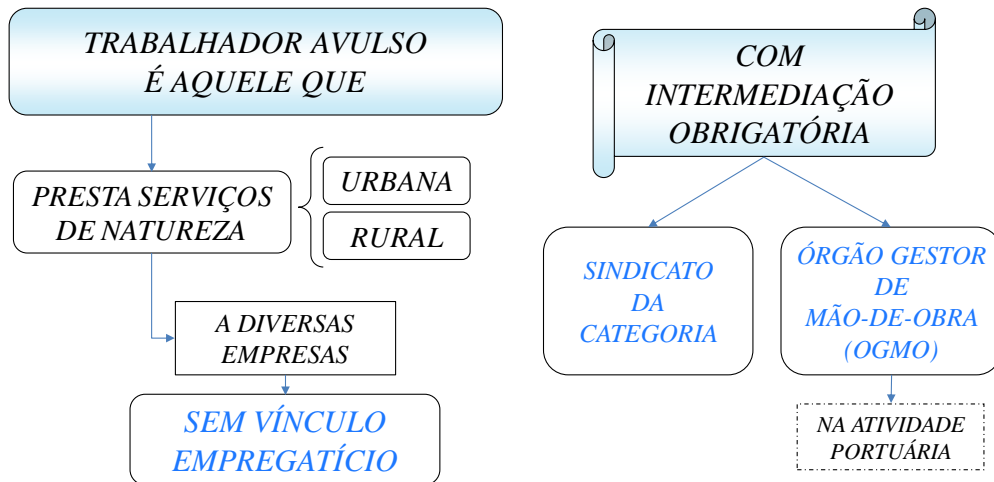 TRABALHADOR AVULSO
É AQUELE QUE
PRESTA SERVIÇOS
DE NATUREZA
URBANA
RURAL
A DIVERSAS
EMPRESAS
SEM VÍNCULO
EMPREGATÍCIO
COM
INTERMEDIAÇÃO
OBRIGATÓRIA
SINDICATO
DA
CATEGORIA
ÓRGÃO GESTOR
DE
MÃO-DE-OBRA
(OGMO)
NA ATIVIDADE
PORTUÁRIA